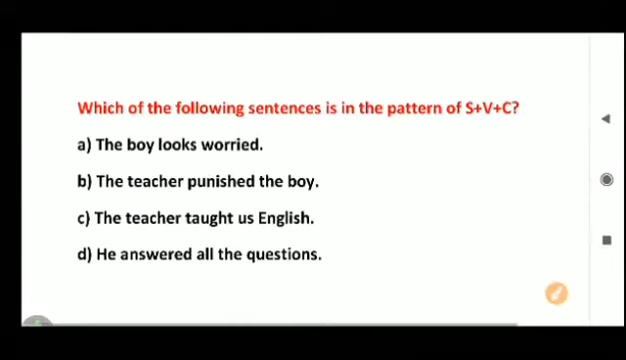 Which of the following sentences is in the pattern of S+V+C?
a) The boy looks worried.
b) The teacher punished the boy.
c) The teacher taught us English.
d) He answered all the questions.